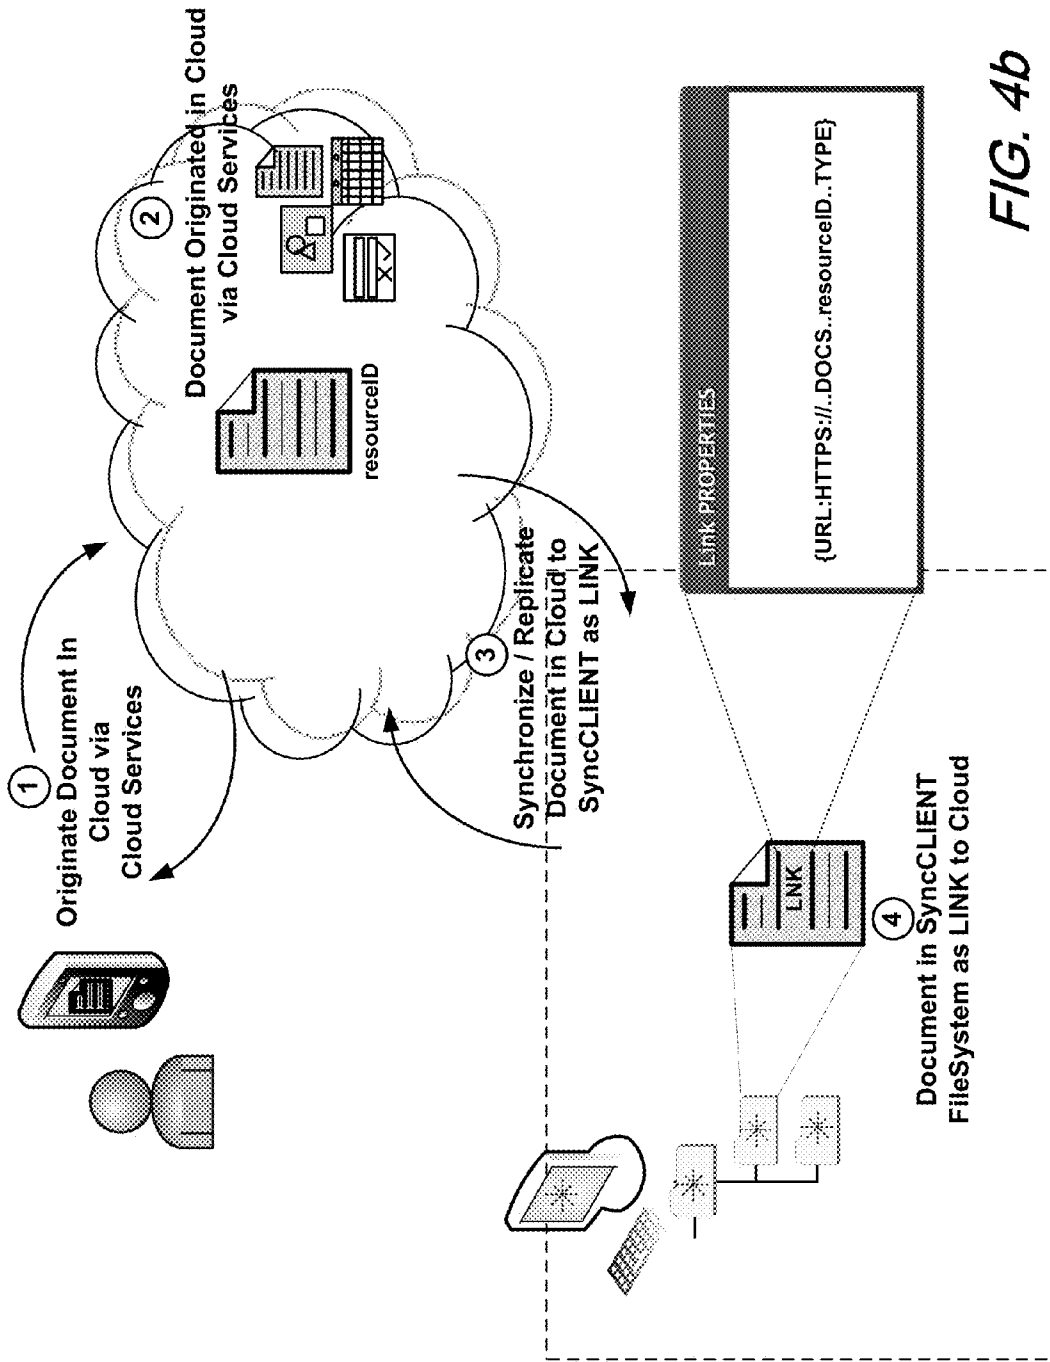 1
Originate Document In
Cloud via
Cloud Services
2
Document Originated in Cloud
via Cloud Services
resourceID
3
Synchronize / Replicate
Document in Cloud to
SyncCLIENT as LINK
LNK
4
Document in SyncCLIENT
FileSystem as LINK to Cloud
Link PROPERTIES
{URL:HTTPS://..DOCS..resourceID..TYPE}
FIG. 4b